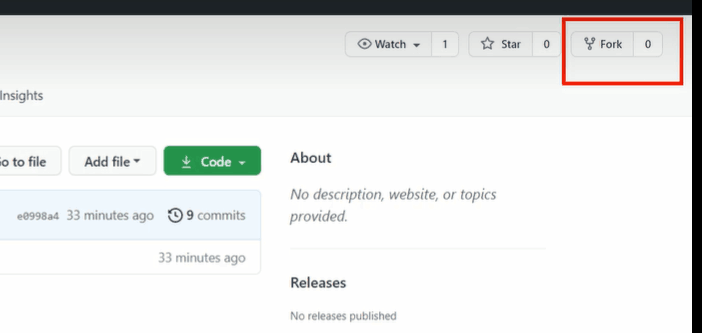 Watch 1 Star 0 Fork 0
Insights
to file Add file Code
About
No description, website, or topics
provided.
e0998a4 33 minutes ago 9 commits
33 minutes ago
Releases
No releases published